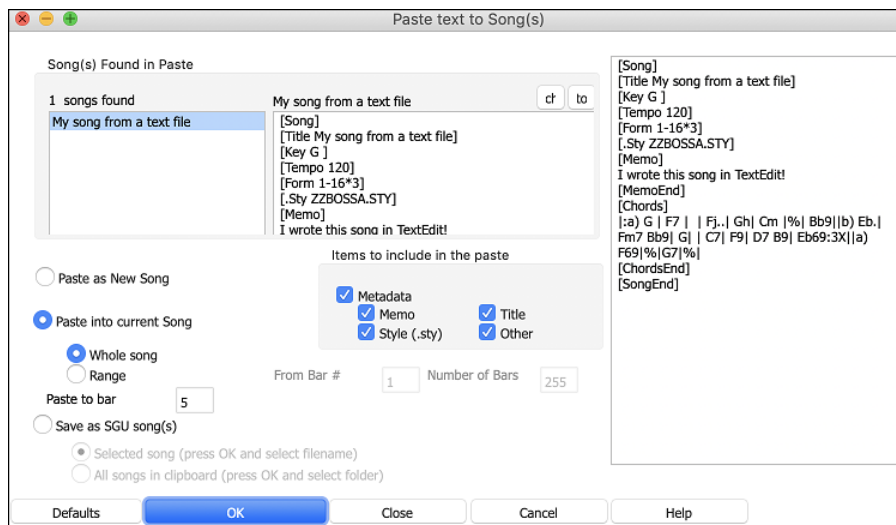 Paste text to Song(s)
Song(s) Found in Paste
1 songs found
My song from a text file
My song from a text file
ch to
[Song]
[Title My song from a text file]
[Key G ]
[Tempo 120]
[Form 1-16*3]
[.Sty ZZBOSSA.STY]
[Memo]
I wrote this song in TextEdit!
Items to include in the paste
Metadata
Memo
Title
Style (.sty)
Other
Paste as New Song
Paste into current Song
Whole song
Range
From Bar # 1 Number of Bars 255
Paste to bar 5
Save as SGU song(s)
Selected song (press OK and select filename)
All songs in clipboard (press OK and select folder)
[Song]
[Title My song from a text file]
[Key G ]
[Tempo 120]
[Form 1-16*3]
[.Sty ZZBOSSA.STY]
[Memo]
I wrote this song in TextEdit!
[MemoEnd]
[Chords]
|:a) G | F7 | | Fj..| Gh| Cm |%| Bb9||b) Eb.|
Fm7 Bb9| G| | C7| F9| D7 B9| Eb69:3X||a)
F69|%|G7|%|
[ChordsEnd]
[SongEnd]
Defaults OK Close Cancel Help